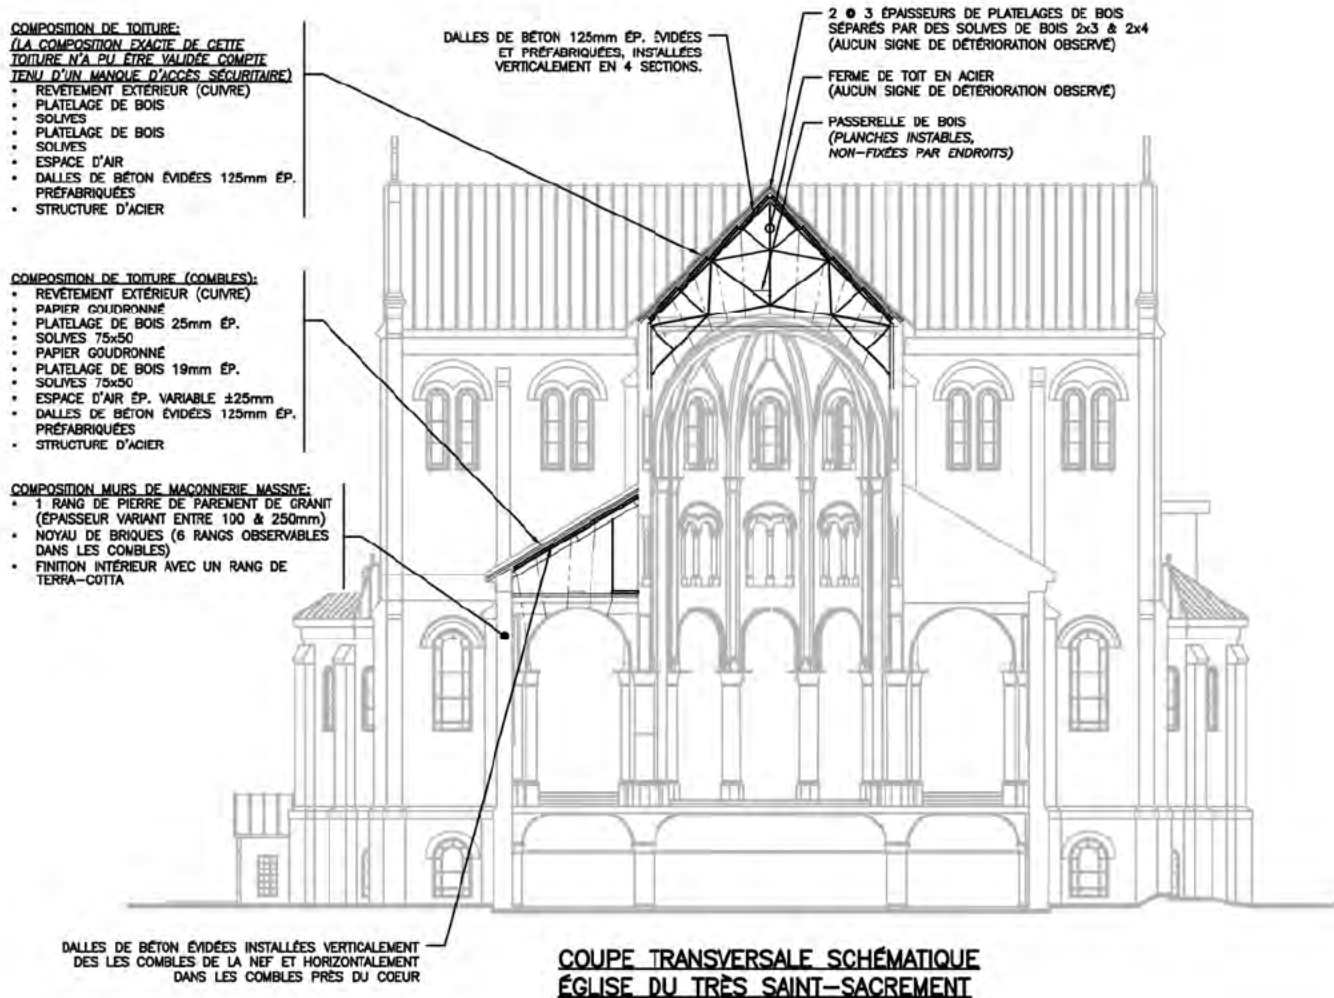 COMPOSITION DE TOITURE:
(LA COMPOSITION EXACTE DE CETTE
TOITURE N'A PU ÊTRE VALIDÉE COMPTE
TENU D'UN MANQUE D'ACCÈS SÉCURITAIRE)
• REVÊTEMENT EXTÉRIEUR (CUIVRE)
• PLATELAGE DE BOIS
• SOLIVES
• PLATELAGE DE BOIS
• SOLIVES
• ESPACE D'AIR
• DALLES DE BÉTON ÉVIDÉES 125mm ÉP.
PRÉFABRIQUÉES
• STRUCTURE D'ACIER
DALLES DE BÉTON 125mm ÉP. ÉVIDÉES
ET PRÉFABRIQUÉES, INSTALLÉES
VERTICALEMENT EN 4 SECTIONS.
2 @ 3 ÉPAISSEURS DE PLATELAGES DE BOIS
SÉPARÉS PAR DES SOLIVES DE BOIS 2x3 & 2x4
(AUCUN SIGNE DE DÉTÉRIORATION OBSERVÉ)
FERME DE TOIT EN ACIER
(AUCUN SIGNE DE DÉTÉRIORATION OBSERVÉ)
PASSERELLE DE BOIS
(PLANCHES INSTABLES,
NON-FIXÉES PAR ENDROITS)
COMPOSITION DE TOITURE (COMBLES):
• REVÊTEMENT EXTÉRIEUR (CUIVRE)
• PAPIER GOUDRONNÉ
• PLATELAGE DE BOIS 25mm ÉP.
• SOLIVES 75x50
• PAPIER GOUDRONNÉ
• PLATELAGE DE BOIS 19mm ÉP.
• SOLIVES 75x50
• ESPACE D'AIR ÉP. VARIABLE ±25mm
• DALLES DE BÉTON ÉVIDÉES 125mm ÉP.
PRÉFABRIQUÉES
• STRUCTURE D'ACIER
COMPOSITION MURS DE MAÇONNERIE MASSIVE:
• 1 RANG DE PIERRE DE PAREMENT DE GRANIT
(ÉPAISSEUR VARIANT ENTRE 100 & 250mm)
• NOYAU DE BRIQUES (6 RANGS OBSERVABLES
DANS LES COMBLES)
• FINITION INTÉRIEUR AVEC UN RANG DE
TERRA-COTTA
DALLES DE BÉTON ÉVIDÉES INSTALLÉES VERTICALEMENT
DES LES COMBLES DE LA NEF ET HORIZONTALEMENT
DANS LES COMBLES PRÈS DU COEUR
COUPE TRANSVERSALE SCHÉMATIQUE
ÉGLISE DU TRÈS SAINT-SACREMENT